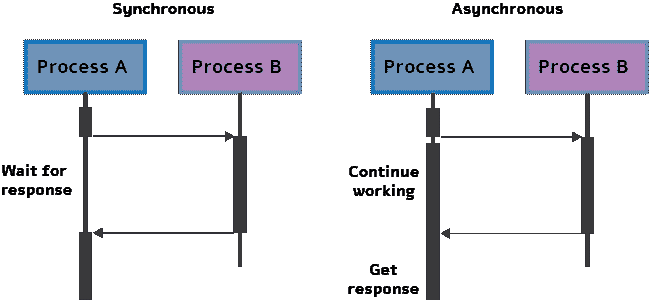 Synchronous
Asynchronous
Process A
Process B
Process A
Process B
Wait for
response
Continue
working
Get
response